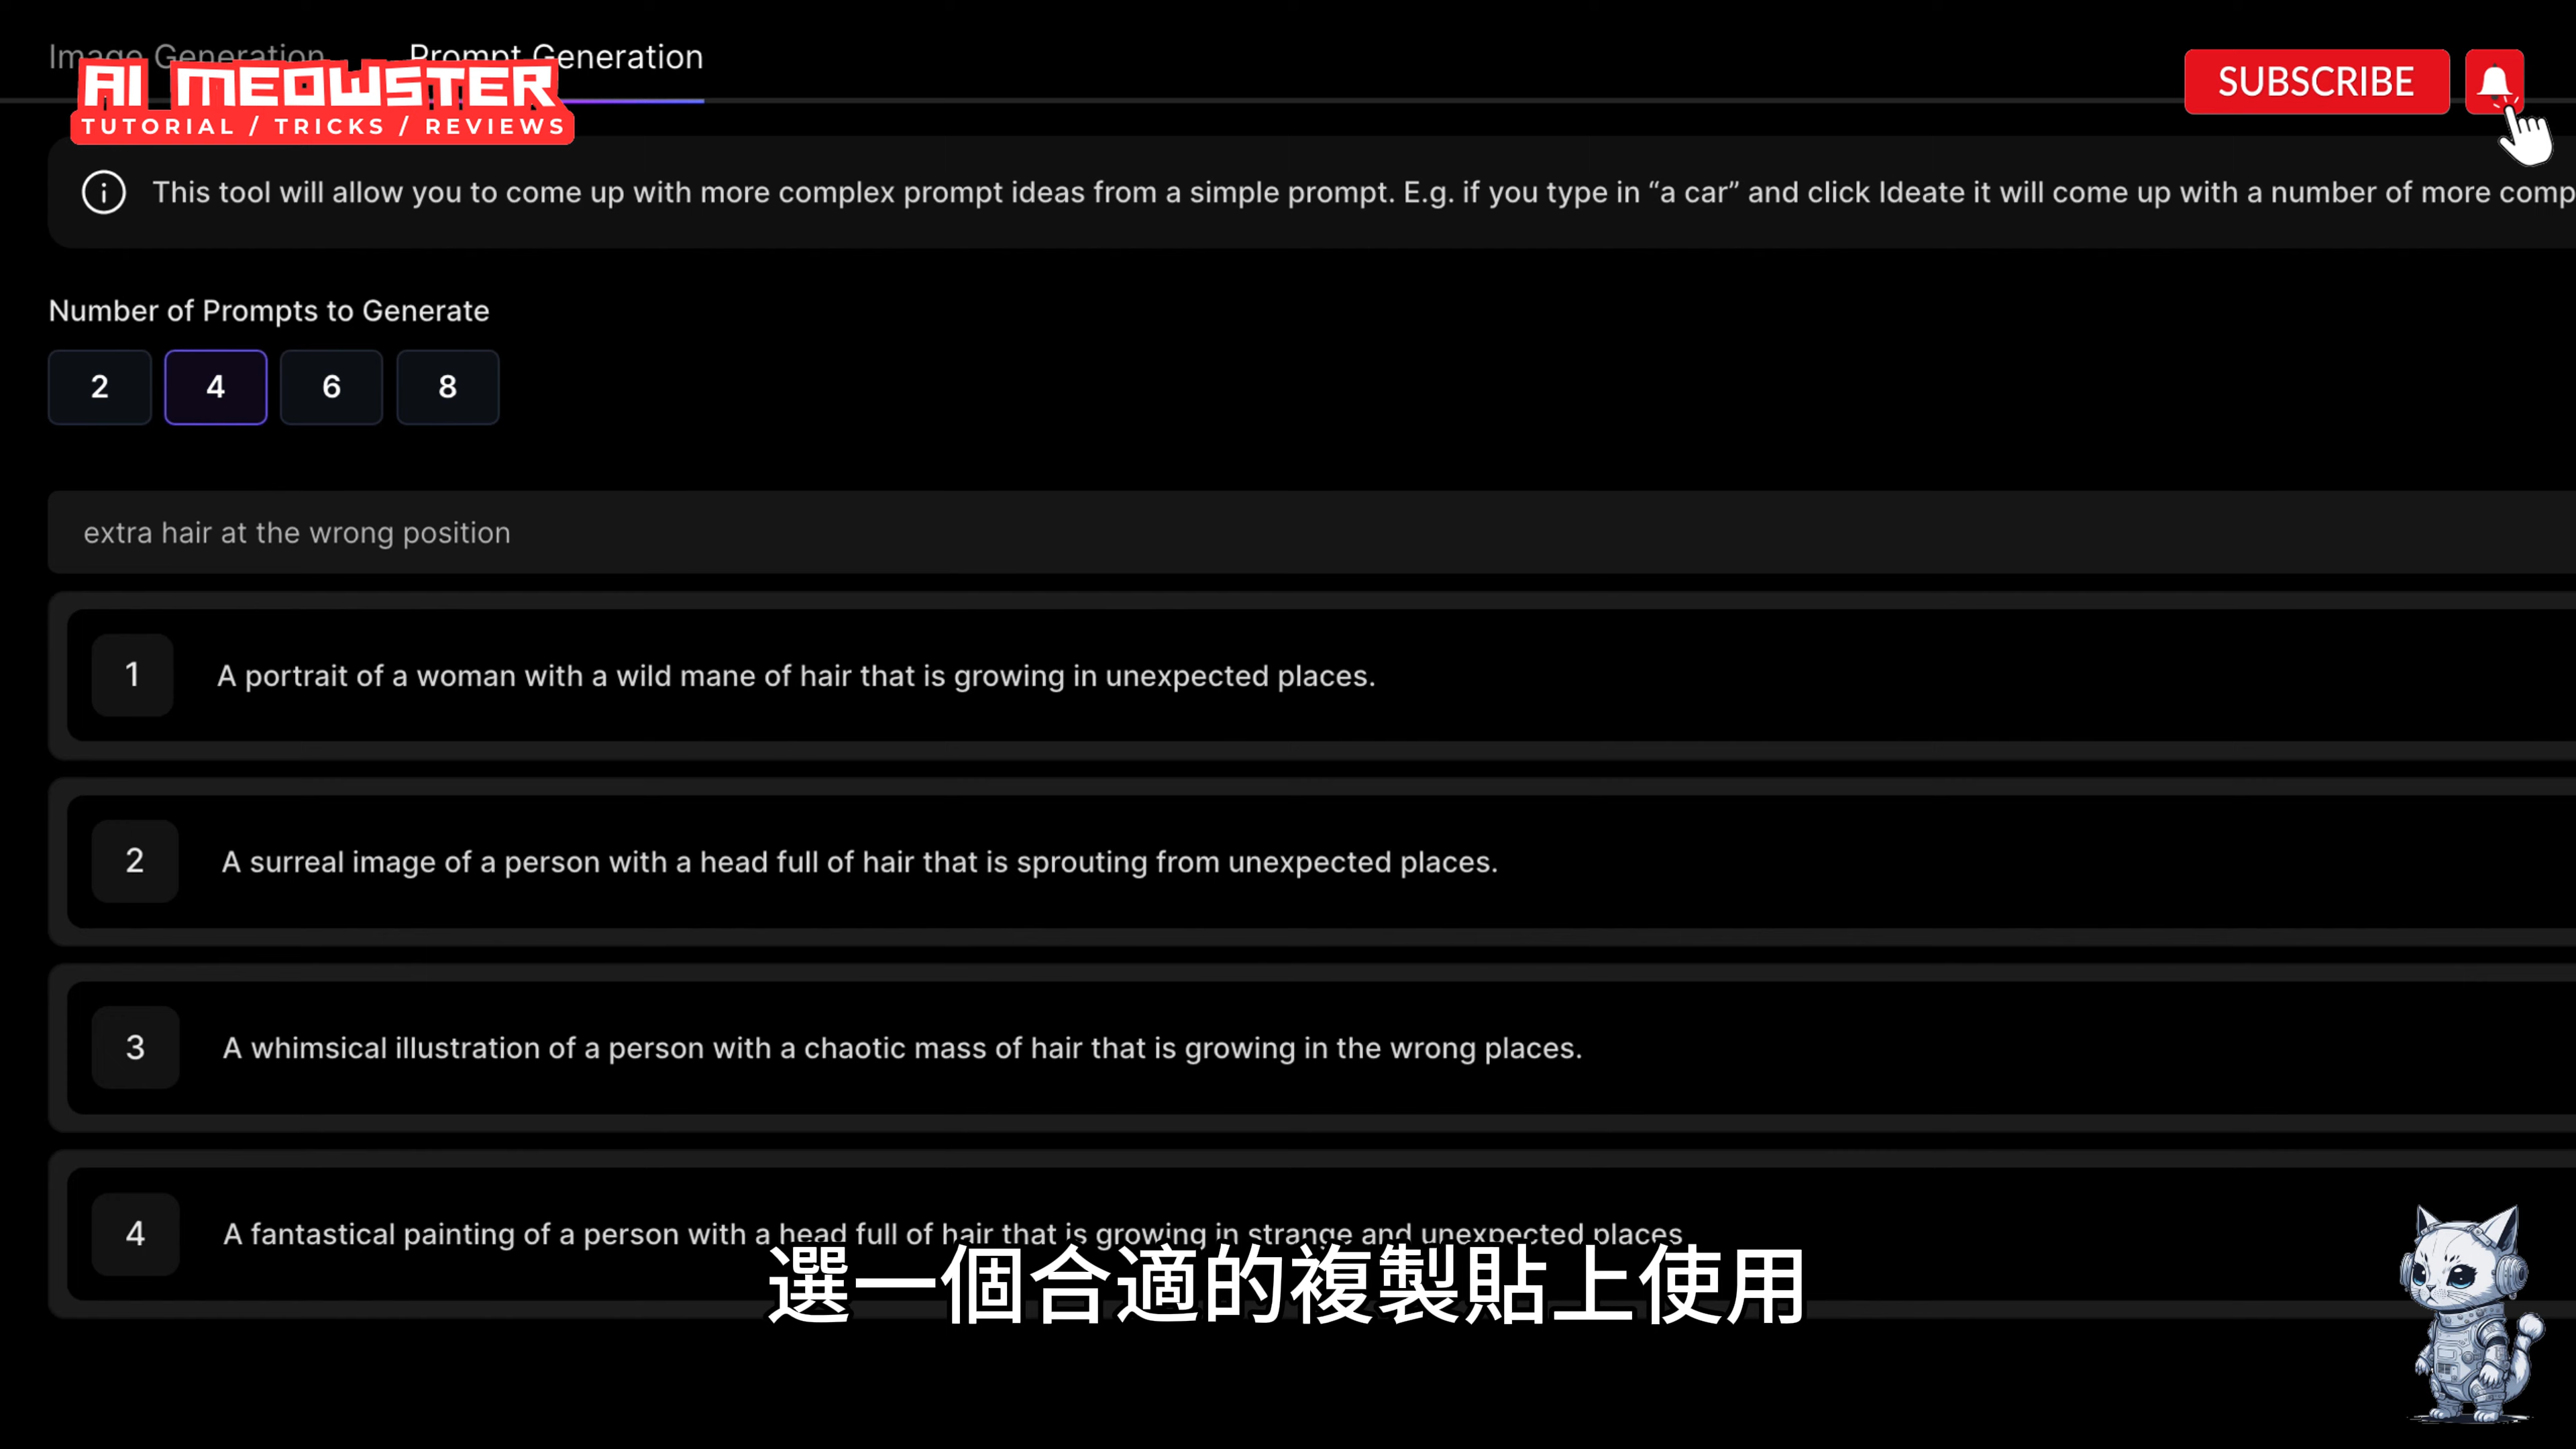 Image Generation
Prompt Generation
AI MEOWSTER
TUTORIAL / TRICKS / REVIEWS
SUBSCRIBE
This tool will allow you to come up with more complex prompt ideas from a simple prompt. E.g. if you type in “a car” and click Ideate it will come up with a number of more comp
Number of Prompts to Generate
2 4 6 8
extra hair at the wrong position
1 A portrait of a woman with a wild mane of hair that is growing in unexpected places.
2 A surreal image of a person with a head full of hair that is sprouting from unexpected places.
3 A whimsical illustration of a person with a chaotic mass of hair that is growing in the wrong places.
4 A fantastical painting of a person with a head full of hair that is growing in strange and unexpected places.
選一個合適的複製貼上使用